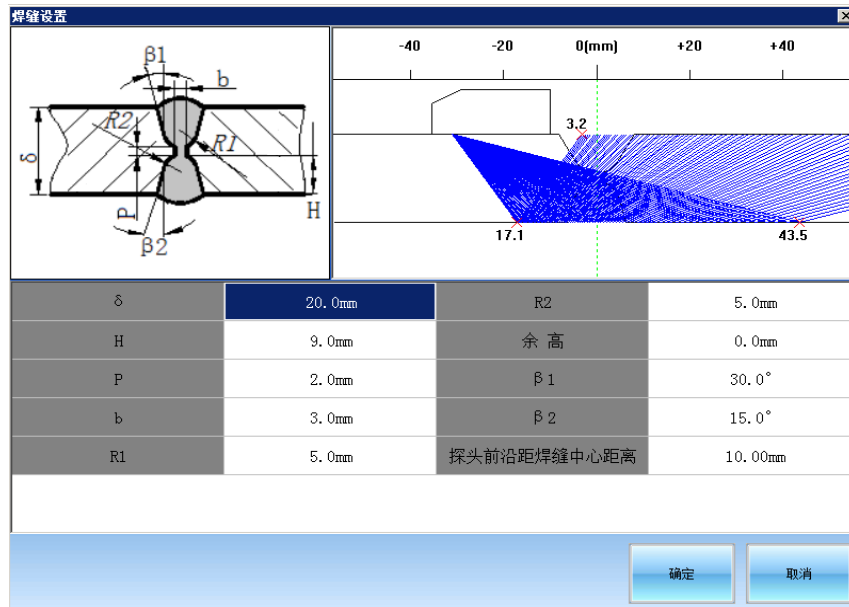 焊缝设置
β1
b
R2
R1
δ
P
H
β2
-40 -20 0(mm) +20 +40
3.2
17.1 43.5
δ 20.0mm R2 5.0mm
H 9.0mm 余 高 0.0mm
P 2.0mm β1 30.0°
b 3.0mm β2 15.0°
R1 5.0mm 探头前沿距焊缝中心距离 10.00mm
确定 取消